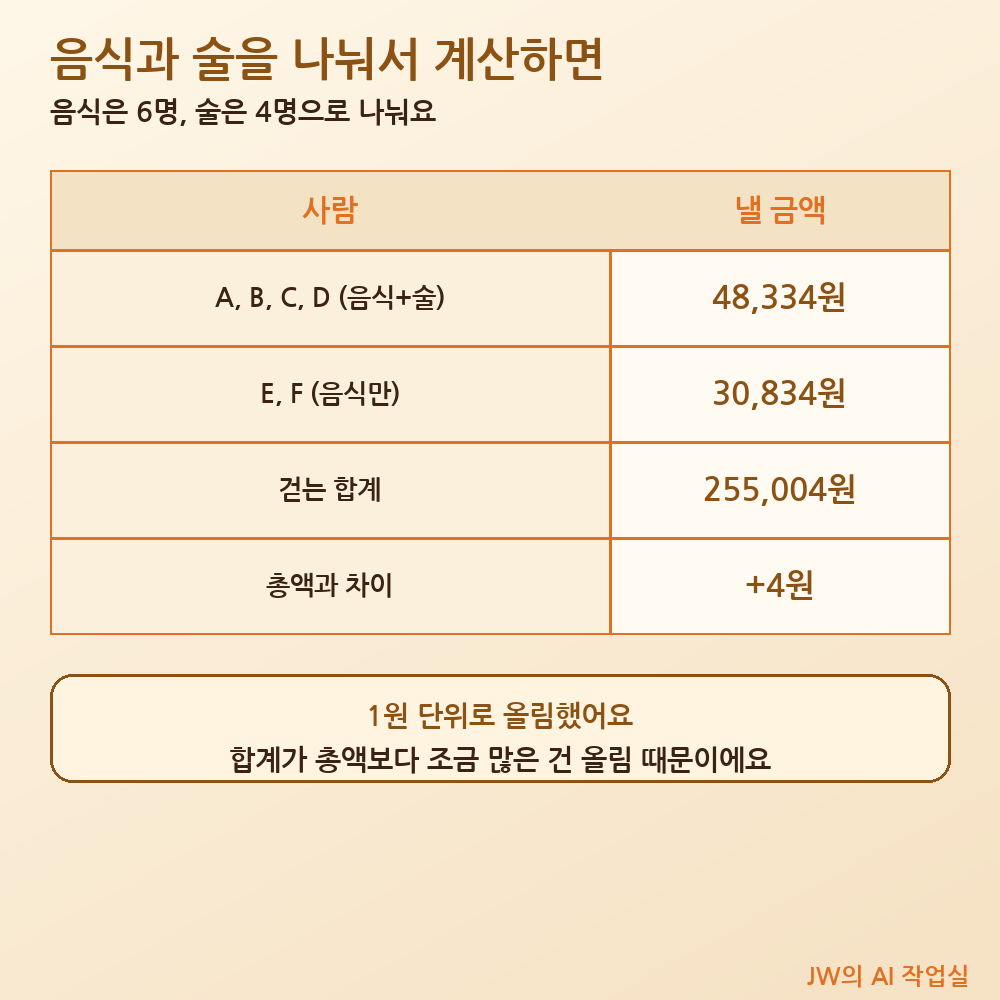 음식과 술을 나눠서 계산하면
음식은 6명, 술은 4명으로 나눠요
사람 낼 금액
A, B, C, D (음식+술) 48,334원
E, F (음식만) 30,834원
걷는 합계 255,004원
총액과 차이 +4원
1원 단위로 올림했어요
합계가 총액보다 조금 많은 건 올림 때문이에요
JW의 AI 작업실